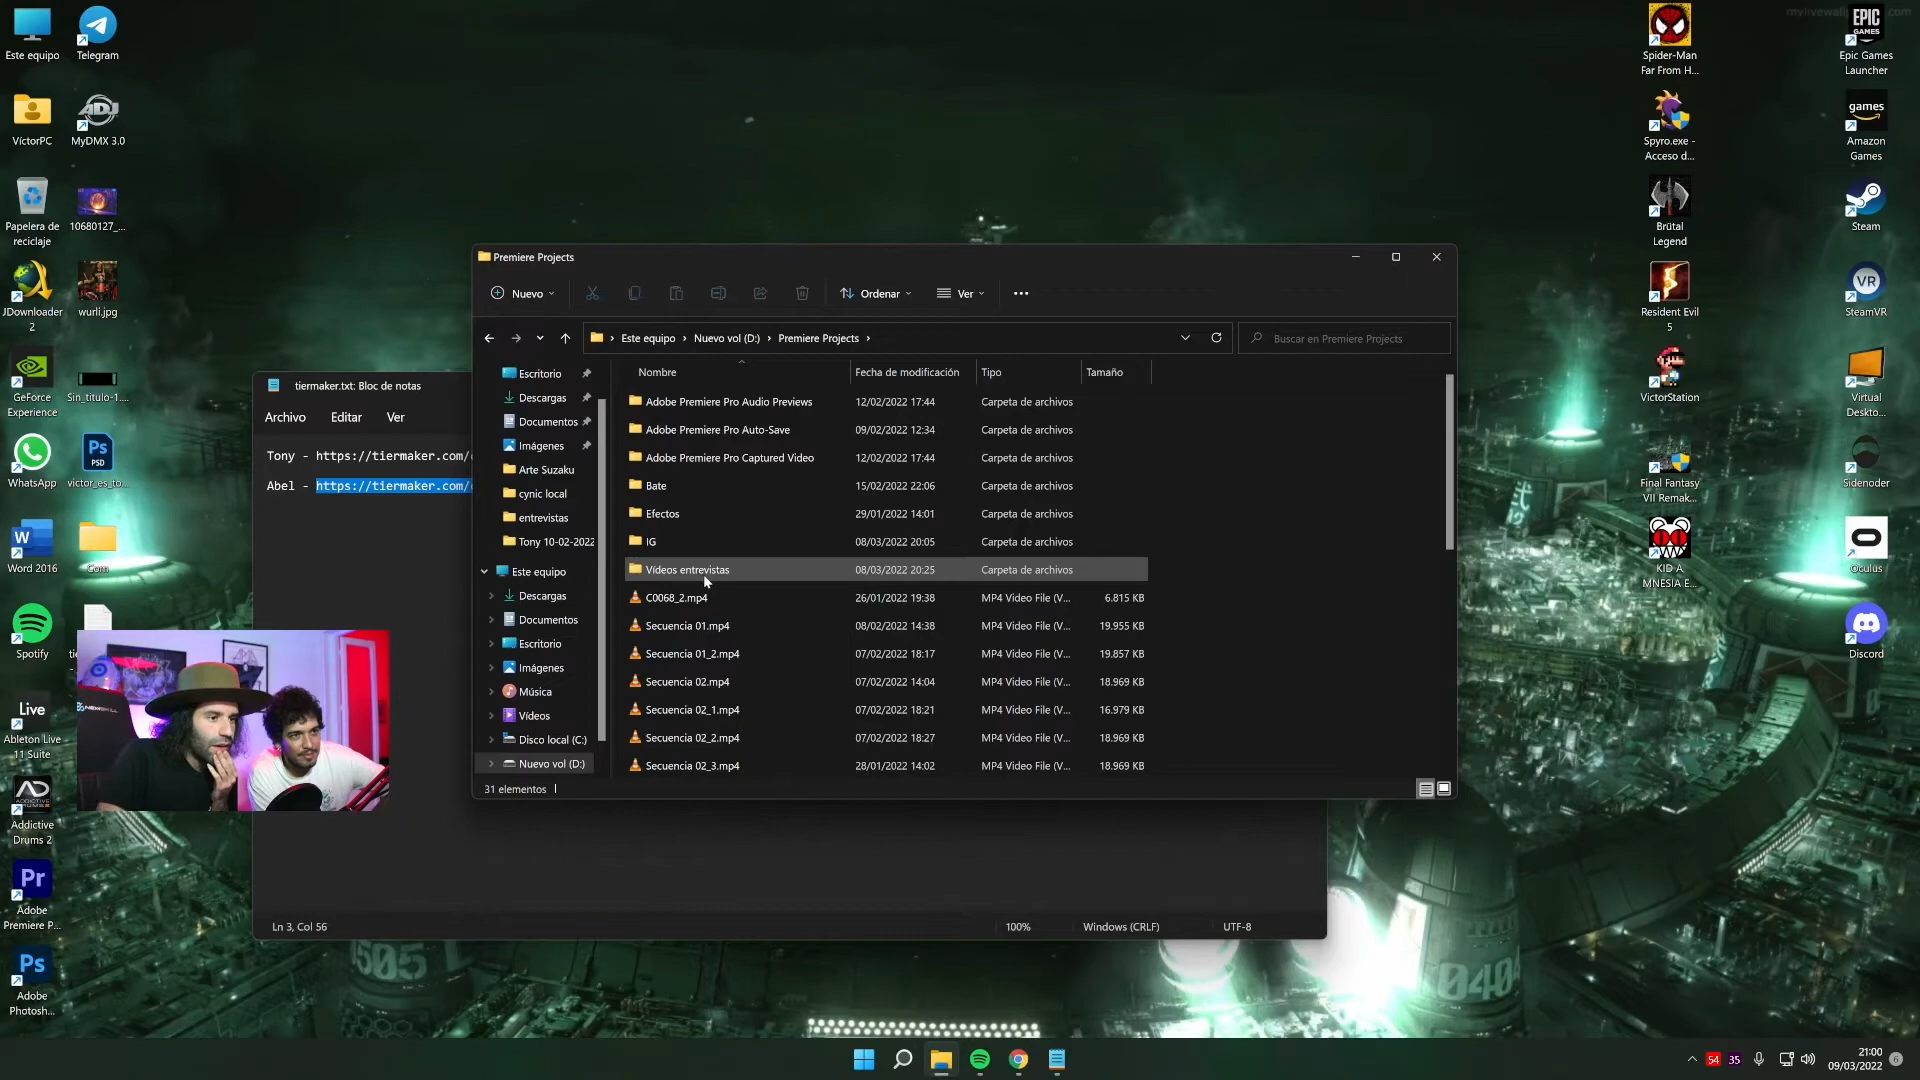 mylivewallpapers.com
Este equipo
Telegram
VíctorPC
MyDMX 3.0
Papelera de
reciclaje
10680127_...
JDownloader
2
wurli.jpg
GeForce
Experience
Sin_titulo-1....
WhatsApp
victor_es_to...
Word 2016
Com
Spotify
Live
Ableton Live
11 Suite
Addictive
Drums 2
Adobe
Premiere P...
Adobe
Photosh...
Spider-Man
Far From H...
Spyro.exe -
Acceso d...
Brütal
Legend
Resident Evil
5
VictorStation
Final Fantasy
VII Remak...
KID A
MNESIA E...
EPIC
GAMES
Epic Games
Launcher
games
Amazon
Games
Steam
VR
SteamVR
Virtual
Deskto...
Sidenoder
Oculus
Discord
tiermaker.txt: Bloc de notas
Archivo Editar Ver
Tony - https://tiermaker.com/
Abel - https://tiermaker.com/
Ln 3, Col 56 100% Windows (CRLF) UTF-8
Premiere Projects
Nuevo Ordenar Ver
Este equipo › Nuevo vol (D:) › Premiere Projects ›
Buscar en Premiere Projects
Escritorio
Descargas
Documentos
Imágenes
Arte Suzaku
cynic local
entrevistas
Tony 10-02-2022
Este equipo
Descargas
Documentos
Escritorio
Imágenes
Música
Vídeos
Disco local (C:)
Nuevo vol (D:)
Nombre Fecha de modificación Tipo Tamaño
Adobe Premiere Pro Audio Previews 12/02/2022 17:44 Carpeta de archivos
Adobe Premiere Pro Auto-Save 09/02/2022 12:34 Carpeta de archivos
Adobe Premiere Pro Captured Video 12/02/2022 17:44 Carpeta de archivos
Bate 15/02/2022 22:06 Carpeta de archivos
Efectos 29/01/2022 14:01 Carpeta de archivos
IG 08/03/2022 20:05 Carpeta de archivos
Vídeos entrevistas 08/03/2022 20:25 Carpeta de archivos
C0068_2.mp4 26/01/2022 19:38 MP4 Video File (V... 6.815 KB
Secuencia 01.mp4 08/02/2022 14:38 MP4 Video File (V... 19.955 KB
Secuencia 01_2.mp4 07/02/2022 18:17 MP4 Video File (V... 19.857 KB
Secuencia 02.mp4 07/02/2022 14:04 MP4 Video File (V... 18.969 KB
Secuencia 02_1.mp4 07/02/2022 18:21 MP4 Video File (V... 16.979 KB
Secuencia 02_2.mp4 07/02/2022 18:27 MP4 Video File (V... 18.969 KB
Secuencia 02_3.mp4 28/01/2022 14:02 MP4 Video File (V... 18.969 KB
31 elementos
54 35
21:00
09/03/2022
6